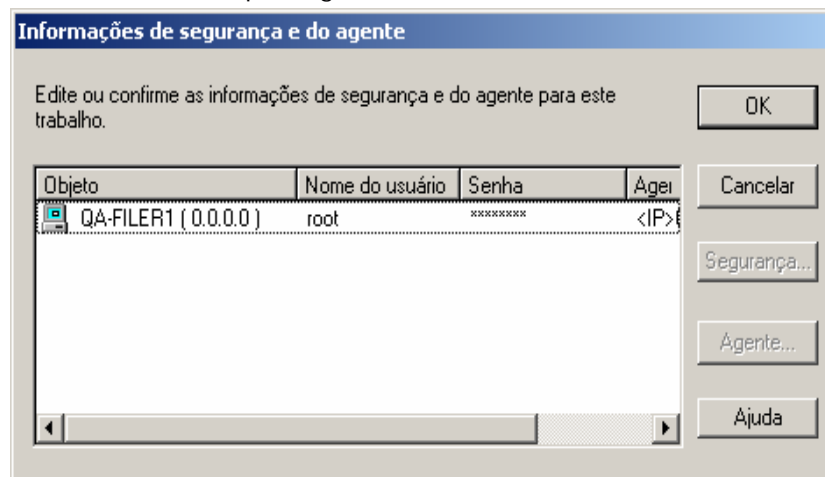 Informações de segurança e do agente
Edite ou confirme as informações de segurança e do agente para este
trabalho.
OK
Objeto Nome do usuário Senha
Cancelar
QA-FILER1 ( 0.0.0.0 ) root ******** <IP>
Segurança...
Agente...
Ajuda